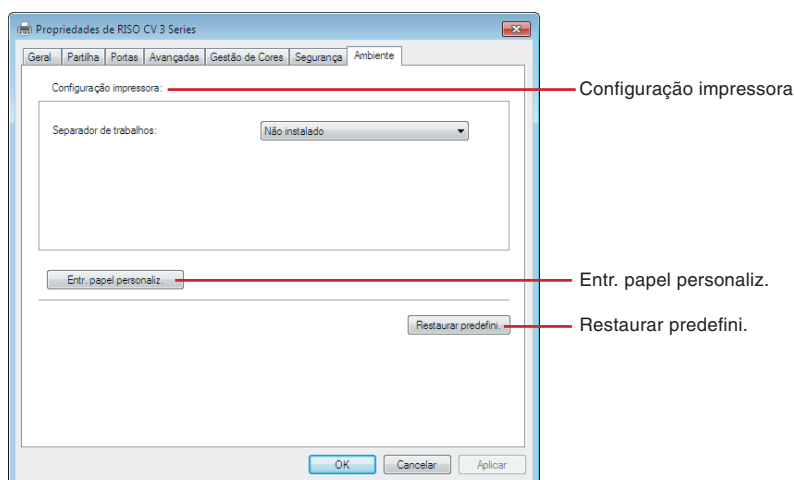 Propriedades de RISO CV 3 Series
Geral Partilha Portas Avançadas Gestão de Cores Segurança Ambiente
Configuração impressora:
Configuração impressora
Separador de trabalhos: Não instalado
Entr. papel personaliz.
Entr. papel personaliz.
Restaurar predefini.
Restaurar predefini.
OK Cancelar Aplicar